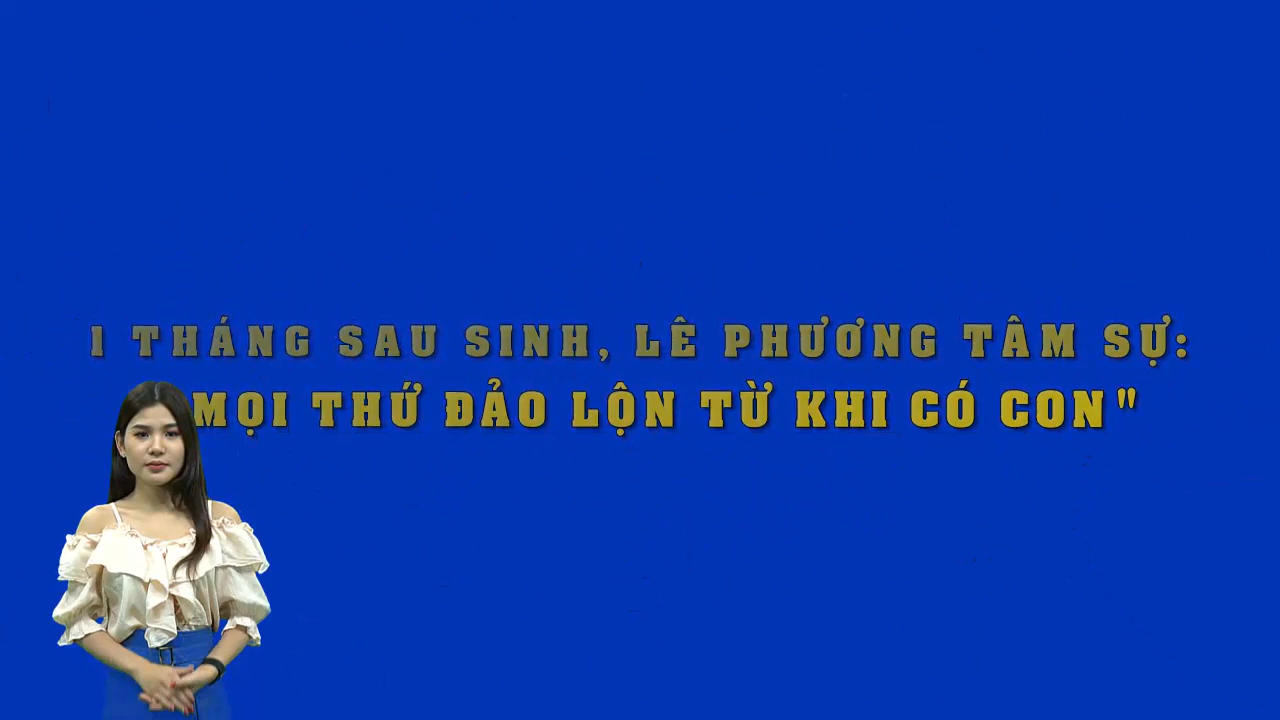 1 THÁNG SAU SINH, LÊ PHƯƠNG TÂM SỰ:
MỌI THỨ ĐẢO LỘN TỪ KHI CÓ CON"